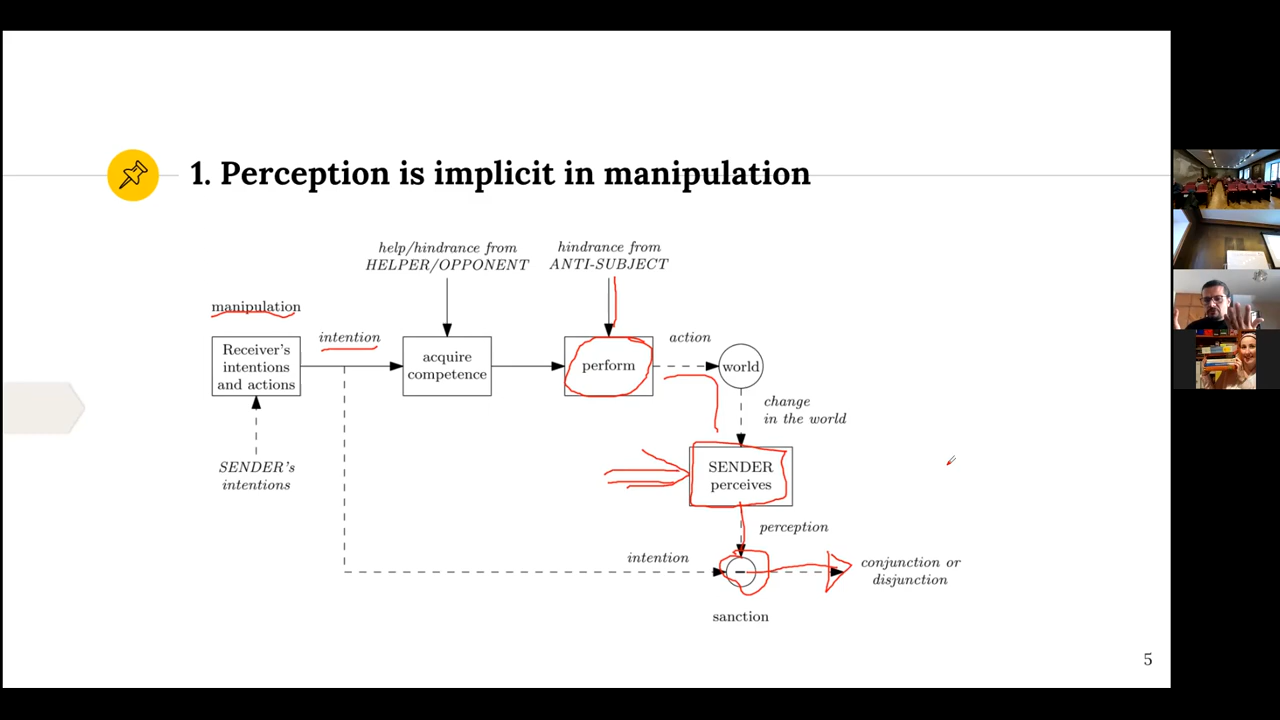 1. Perception is implicit in manipulation
help/hindrance from
HELPER/OPPONENT
hindrance from
ANTI-SUBJECT
manipulation
Receiver's
intentions
and actions
intention
acquire
competence
perform
action
world
change
in the world
SENDER's
intentions
SENDER
perceives
perception
intention
conjunction or
disjunction
sanction
5